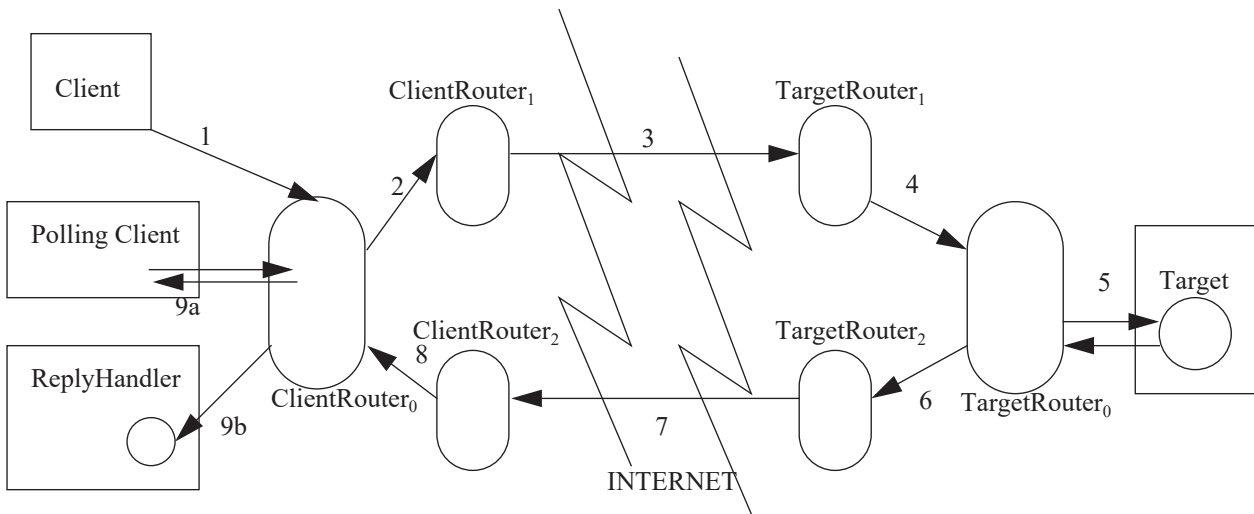 Client
1
ClientRouter₁
2
3
TargetRouter₁
4
Polling Client
9a
5
Target
ClientRouter₂
8
TargetRouter₂
ReplyHandler
ClientRouter₀
9b
7
6
TargetRouter₀
INTERNET